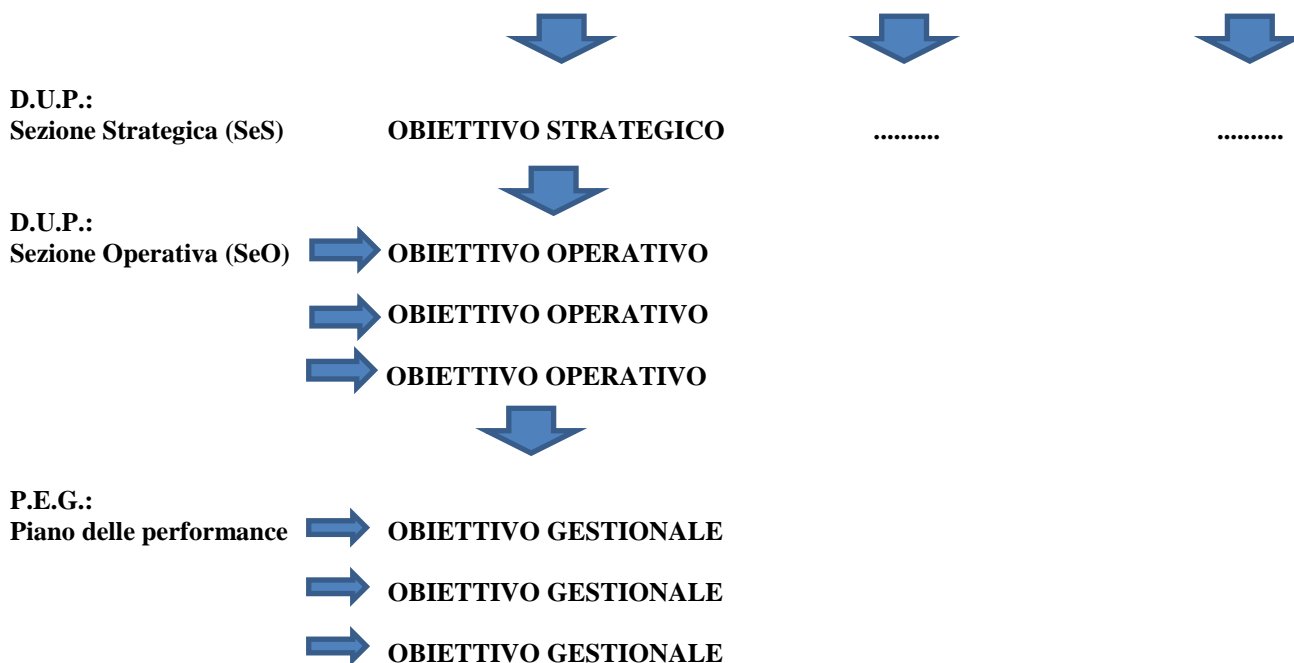 D.U.P.:
Sezione Strategica (SeS) OBIETTIVO STRATEGICO .......... ..........
D.U.P.:
Sezione Operativa (SeO) OBIETTIVO OPERATIVO
OBIETTIVO OPERATIVO
OBIETTIVO OPERATIVO
P.E.G.:
Piano delle performance OBIETTIVO GESTIONALE
OBIETTIVO GESTIONALE
OBIETTIVO GESTIONALE